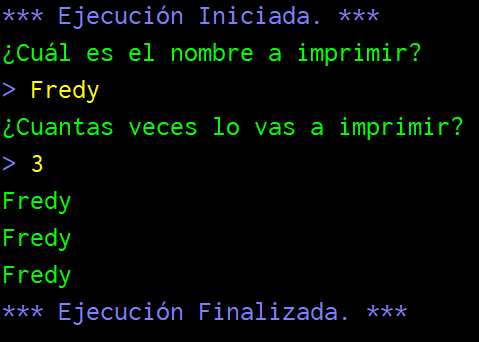 *** Ejecución Iniciada. ***
¿Cuál es el nombre a imprimir?
> Fredy
¿Cuantas veces lo vas a imprimir?
> 3
Fredy
Fredy
Fredy
*** Ejecución Finalizada. ***